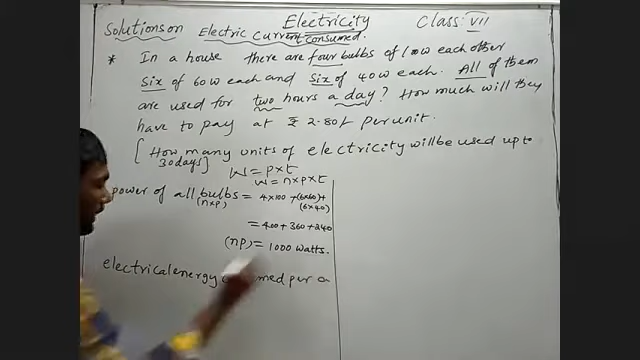 Solutions on Electricity Class: VII
Electric Current consumed.
* In a house there are four bulbs of 100w each other
Six of 60w each and Six of 40w each. All of them
are used for two hours a day? How much will they
have to pay at ₹ 2.80/- per unit.
[How many units of electricity will be used up to
30days]
W = P×t
W = n×p×t
power of all bulbs = 4×100 +(6×60)+
(n×p) (6×40)
= 400+360+240
(np) = 1000 watts.
electrical energy per a